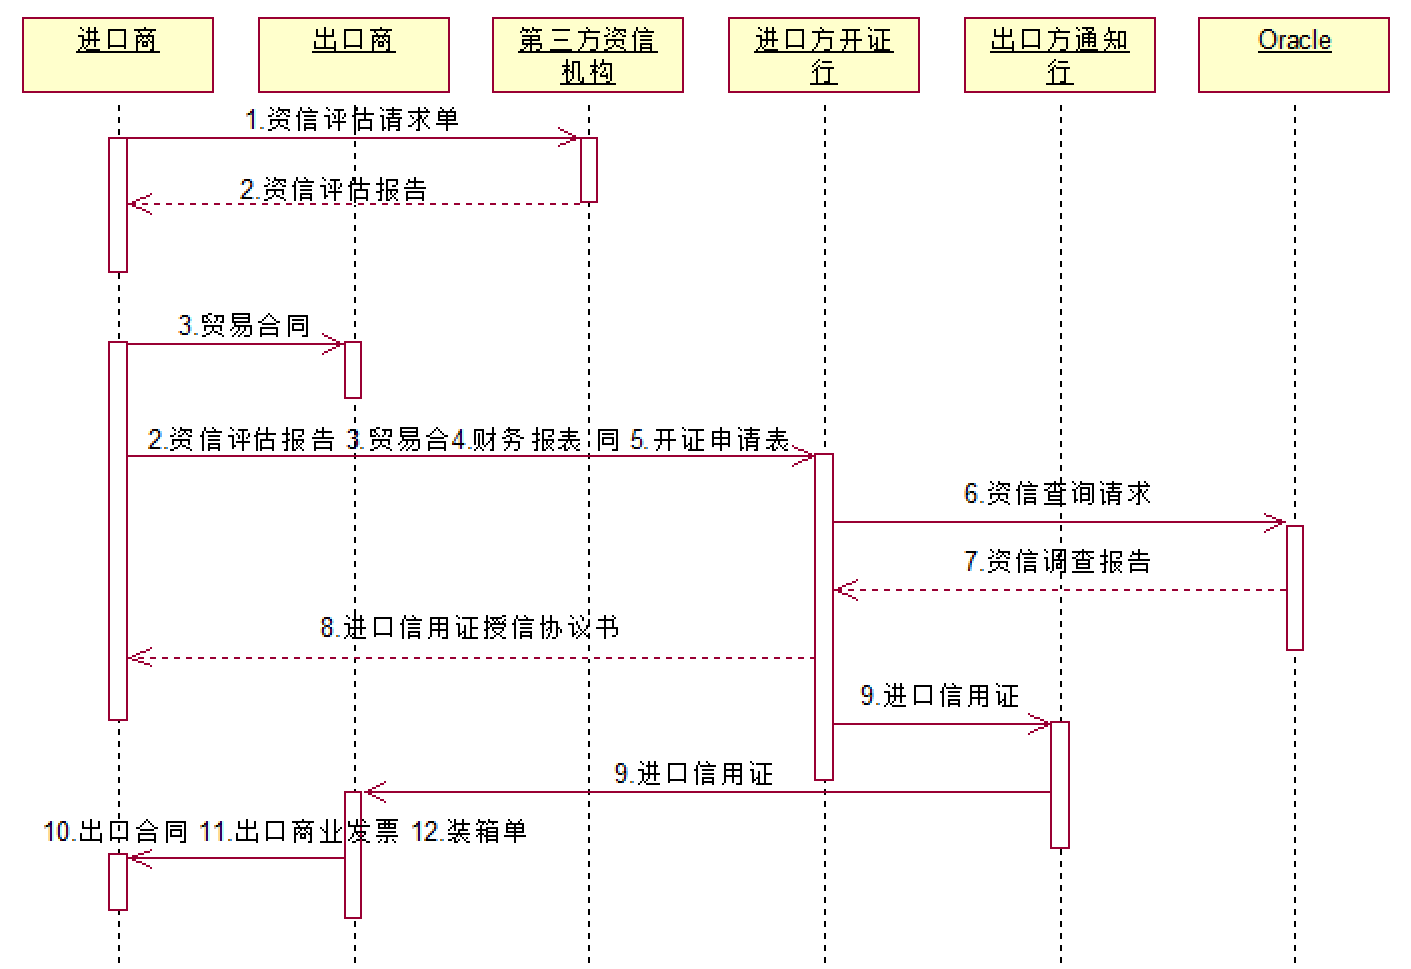 进口商
出口商
第三方资信
机构
进口方开证
行
出口方通知
行
Oracle
1.资信评估请求单
2.资信评估报告
3.贸易合同
2.资信评估报告 3.贸易合4.财务报表 同 5.开证申请表
6.资信查询请求
7.资信调查报告
8.进口信用证授信协议书
9.进口信用证
9.进口信用证
10.出口合同 11.出口商业发票 12.装箱单